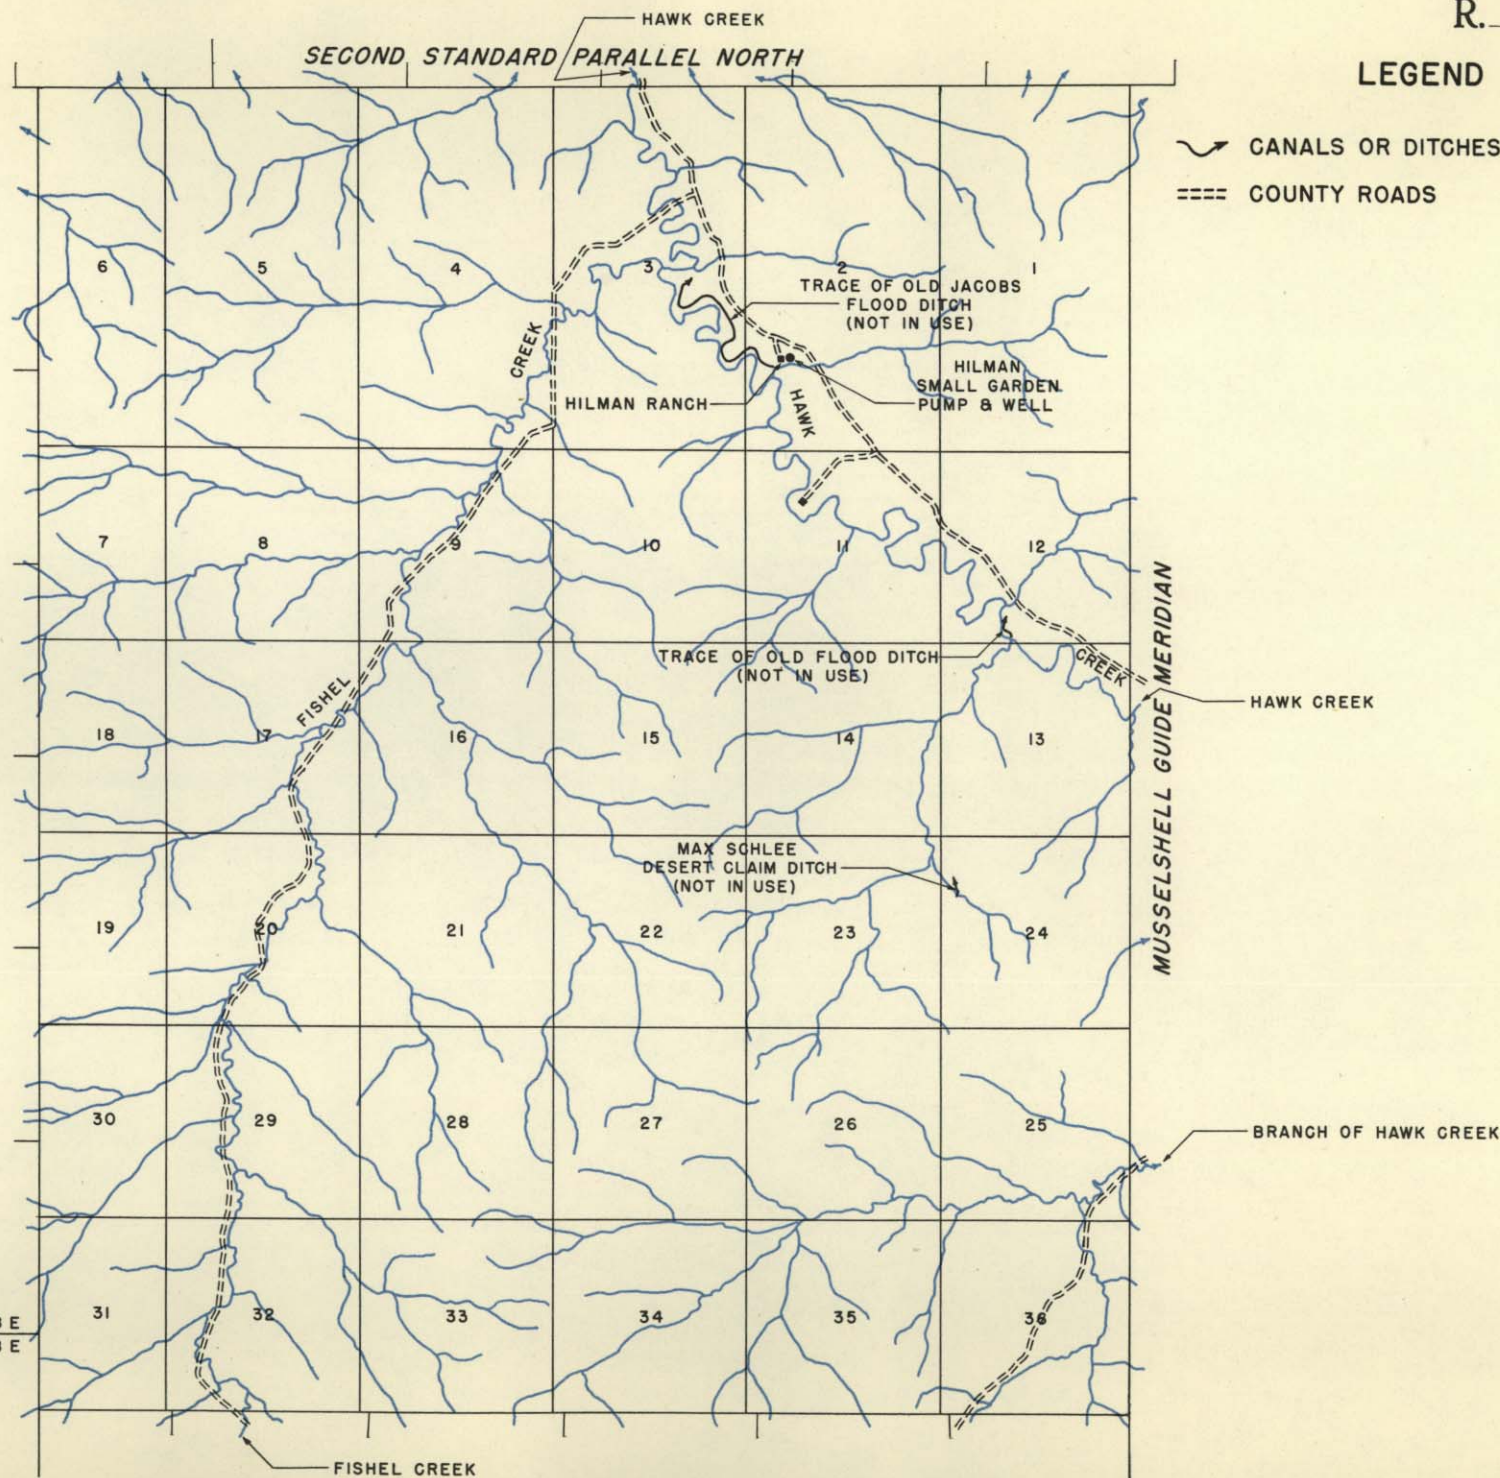 R.
HAWK CREEK
SECOND STANDARD PARALLEL NORTH
LEGEND
CANALS OR DITCHES
COUNTY ROADS
6
5
4
3
2
1
TRACE OF OLD JACOBS
FLOOD DITCH
(NOT IN USE)
CREEK
HILMAN
SMALL GARDEN
PUMP & WELL
HILMAN RANCH
HAWK
7
8
9
10
11
12
TRACE OF OLD FLOOD DITCH
(NOT IN USE)
CREEK
MUSSELSHELL GUIDE MERIDIAN
HAWK CREEK
FISHEL
18
17
16
15
14
13
MAX SCHLEE
DESERT CLAIM DITCH
(NOT IN USE)
19
20
21
22
23
24
30
29
28
27
26
25
BRANCH OF HAWK CREEK
31
32
33
34
35
36
E
E
FISHEL CREEK